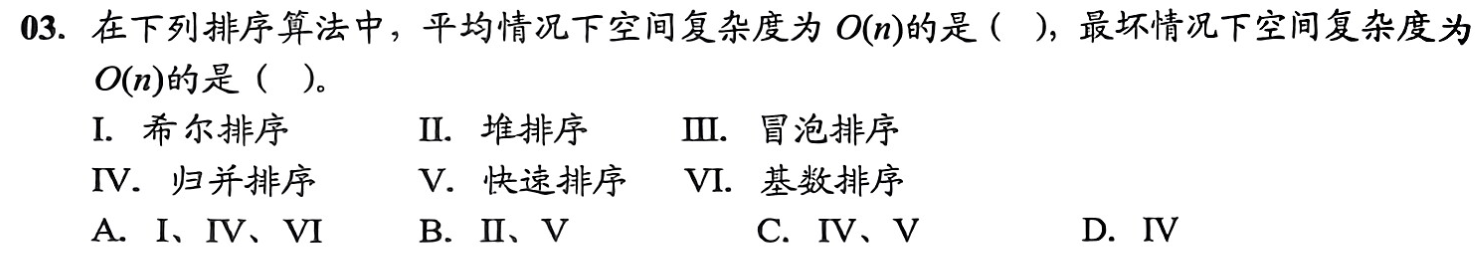 03. 在下列排序算法中，平均情况下空间复杂度为 O(n)的是（ ），最坏情况下空间复杂度为
O(n)的是（ ）。
I. 希尔排序 II. 堆排序 III. 冒泡排序
IV. 归并排序 V. 快速排序 VI. 基数排序
A. I、IV、VI B. II、V C. IV、V D. IV